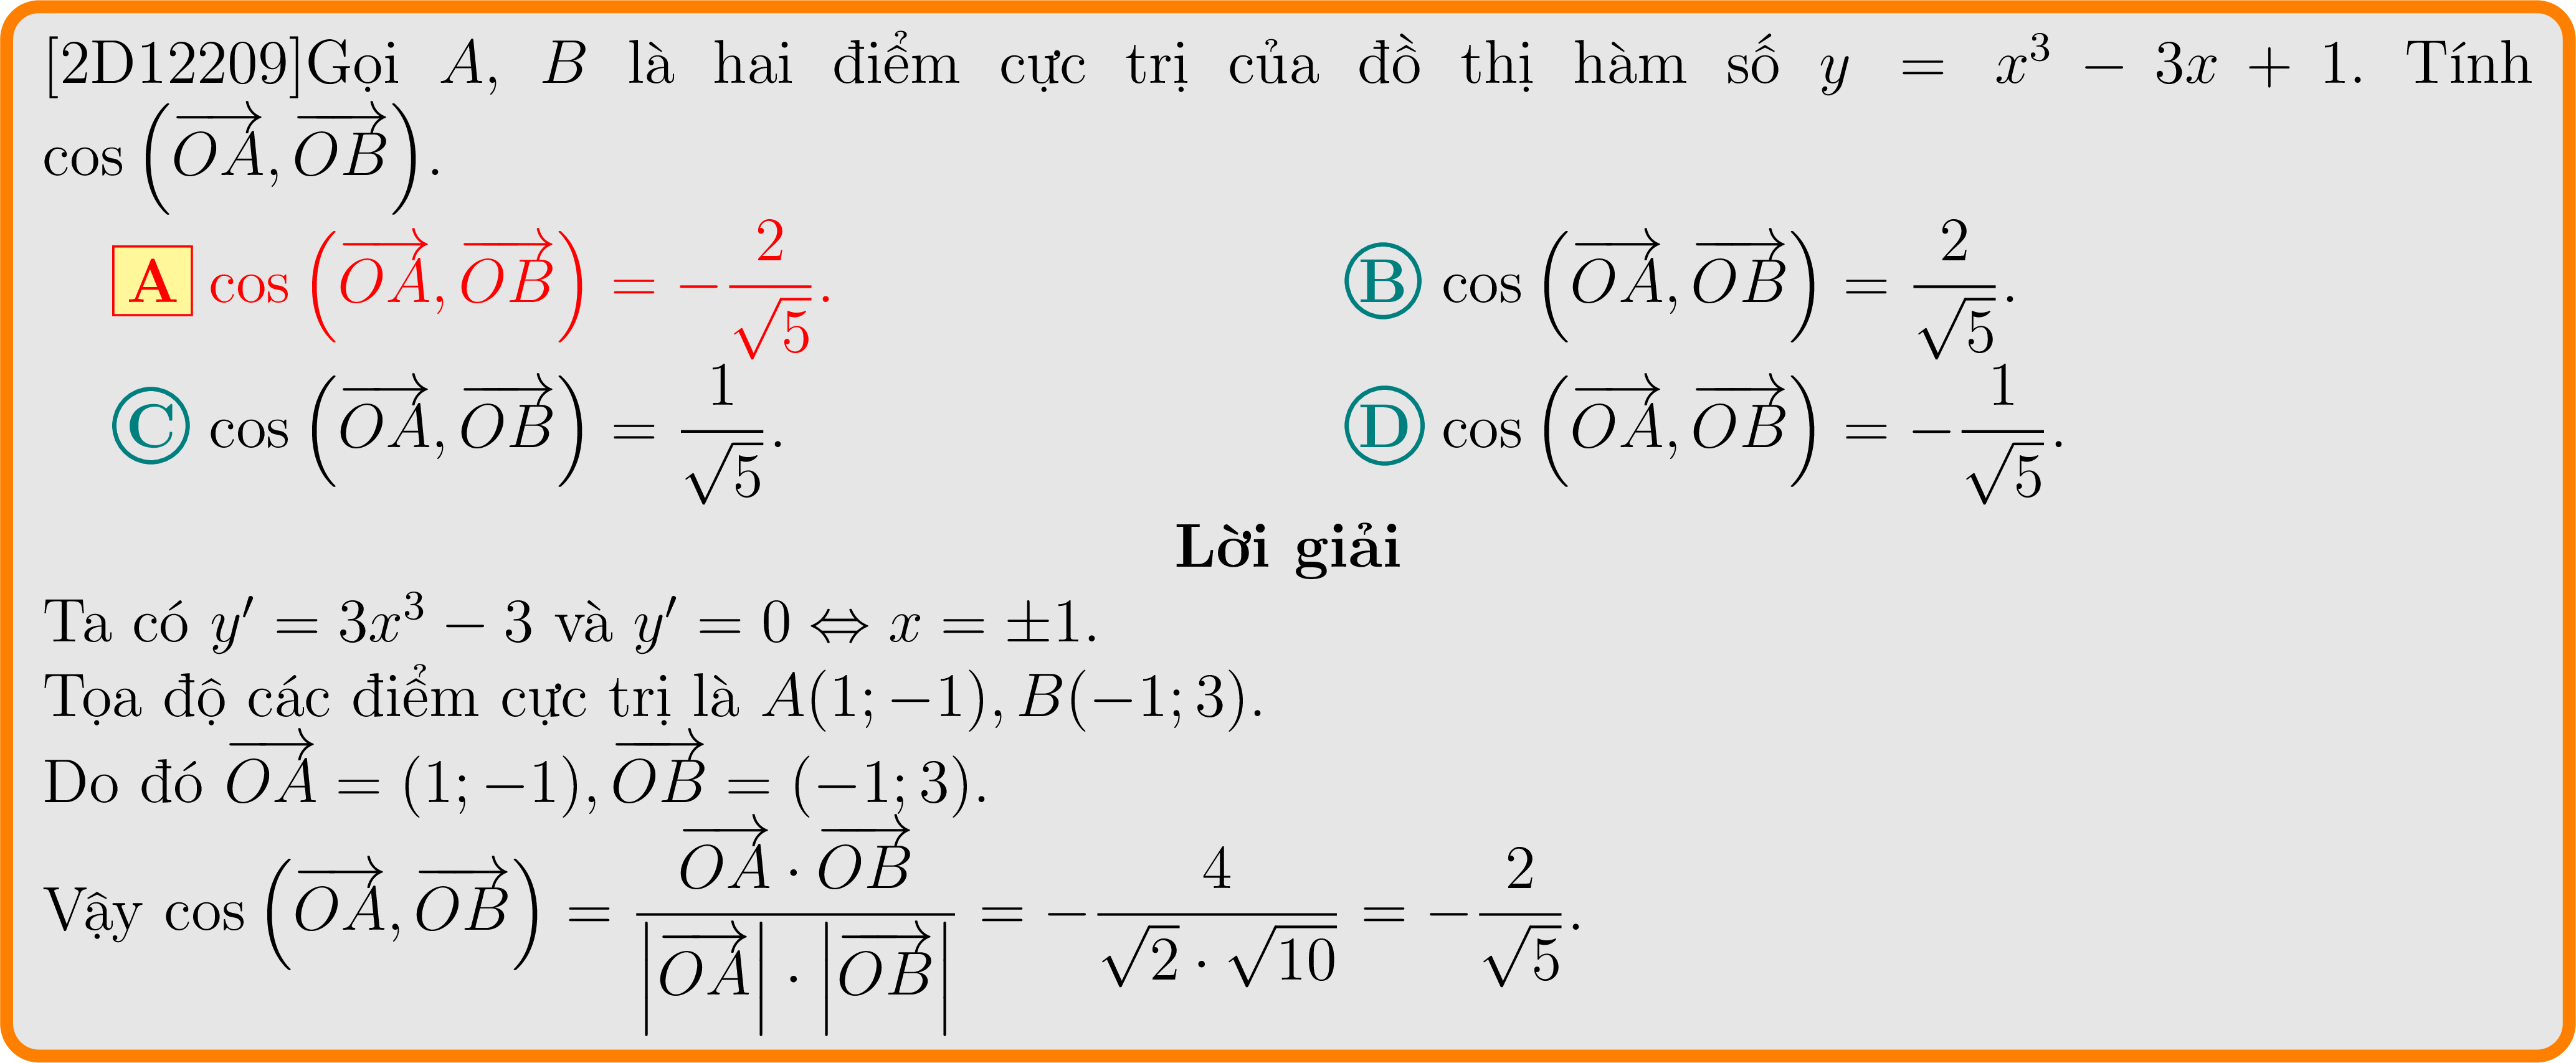 [2D12209]Gọi A, B là hai điểm cực trị của đồ thị hàm số $y = x^3 - 3x + 1$. Tính
$\cos\left(\overrightarrow{OA}, \overrightarrow{OB}\right)$.
A $\cos\left(\overrightarrow{OA}, \overrightarrow{OB}\right) = -\frac{2}{\sqrt{5}}$. B $\cos\left(\overrightarrow{OA}, \overrightarrow{OB}\right) = \frac{2}{\sqrt{5}}$.
C $\cos\left(\overrightarrow{OA}, \overrightarrow{OB}\right) = \frac{1}{\sqrt{5}}$. D $\cos\left(\overrightarrow{OA}, \overrightarrow{OB}\right) = -\frac{1}{\sqrt{5}}$.
Lời giải
Ta có $y' = 3x^3 - 3$ và $y' = 0 \Leftrightarrow x = \pm 1$.
Tọa độ các điểm cực trị là $A(1; -1), B(-1; 3)$.
Do đó $\overrightarrow{OA} = (1; -1), \overrightarrow{OB} = (-1; 3)$.
Vậy $\cos\left(\overrightarrow{OA}, \overrightarrow{OB}\right) = \frac{\overrightarrow{OA} \cdot \overrightarrow{OB}}{\left|\overrightarrow{OA}\right| \cdot \left|\overrightarrow{OB}\right|} = -\frac{4}{\sqrt{2} \cdot \sqrt{10}} = -\frac{2}{\sqrt{5}}$.